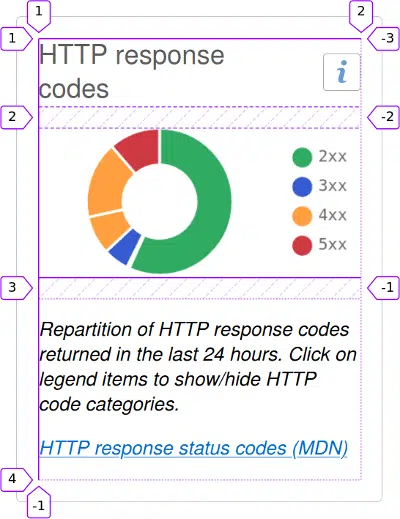 1
2
1
-3
HTTP response
codes
i
2
-2
2xx
3xx
4xx
5xx
3
-1
Repartition of HTTP response codes
returned in the last 24 hours. Click on
legend items to show/hide HTTP
code categories.
HTTP response status codes (MDN)
4
-1